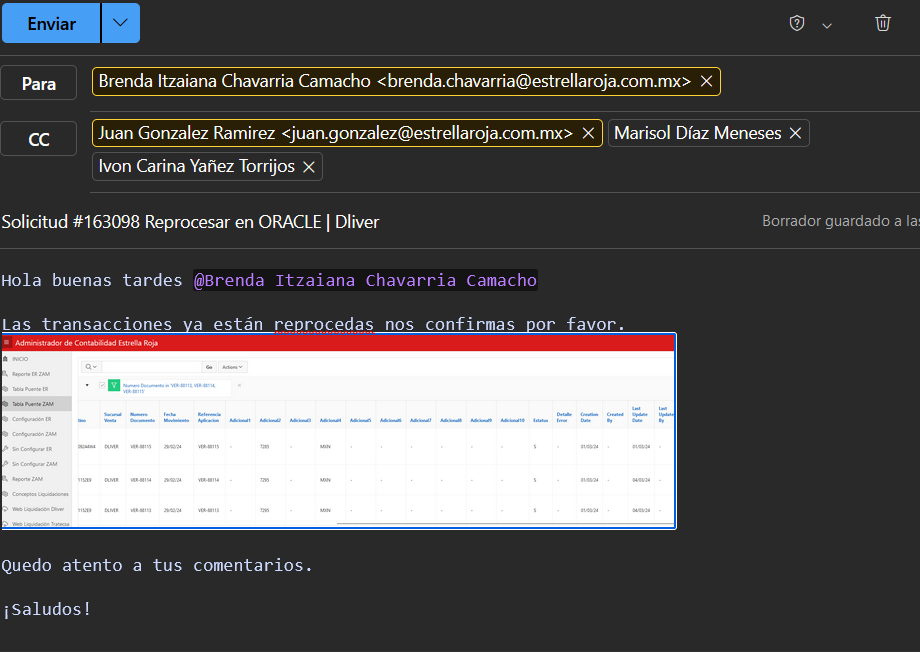 Enviar
Para
Brenda Itzaiana Chavarria Camacho <brenda.chavarria@estrellaroja.com.mx>
CC
Juan Gonzalez Ramirez <juan.gonzalez@estrellaroja.com.mx>
Marisol Díaz Meneses
Ivon Carina Yañez Torrijos
Solicitud #163098 Reprocesar en ORACLE | Dliver
Borrador guardado a las
Hola buenas tardes @Brenda Itzaiana Chavarria Camacho
Las transacciones ya están reprocedas nos confirmas por favor.
Administrador de Contabilidad Estrella Roja
INICIO
Reporte ER ZAM
Tabla Puente ER
Tabla Puente ZAM
Configuración ER
Configuración ZAM
Sin Configurar ER
Sin Configurar ZAM
Reporte ZAM
Conceptos Liquidaciones
Web Liquidación Dliver
Web Liquidación Tratessa
Go
Actions
Numero Documento in 'VER-88113, VER-88114,
VER-88115'
Sucursal Venta
Numero Documento
Fecha Movimiento
Referencia Aplicacion
Adicional1
Adicional2
Adicional3
Adicional4
Adicional5
Adicional6
Adicional7
Adicional8
Adicional9
Adicional10
Estatus
Detalle Error
Creation Date
Created By
Last Update Date
Last Update By
DLIVER VER-88115 29/02/24 VER-88115 - 7285 - MXN - - - - - - S - 01/03/24 - 01/03/24 -
DLIVER VER-88114 29/02/24 VER-88114 - 7285 - MXN - - - - - - S - 01/03/24 - 04/03/24 -
DLIVER VER-88113 29/02/24 VER-88113 - 7285 - MXN - - - - - - S - 01/03/24 - 04/03/24 -
Quedo atento a tus comentarios.
¡Saludos!